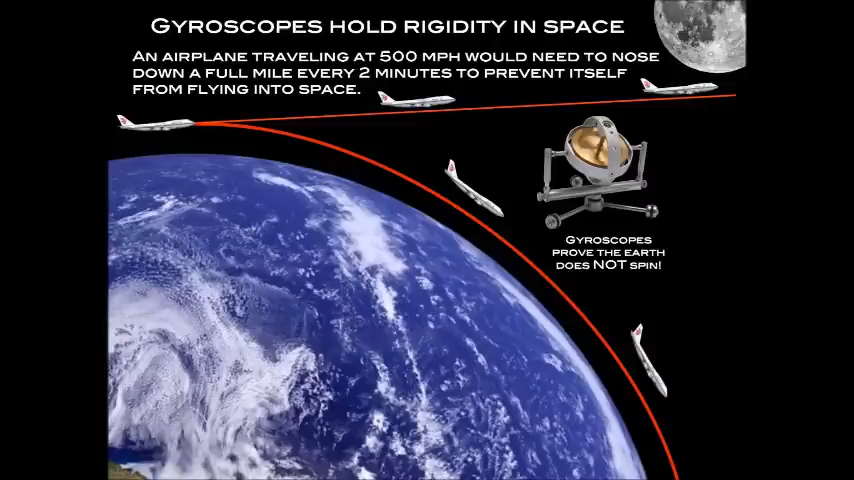 Gyroscopes hold rigidity in space
An airplane traveling at 500 mph would need to nose
down a full mile every 2 minutes to prevent itself
from flying into space.
Gyroscopes
prove the earth
does NOT spin!